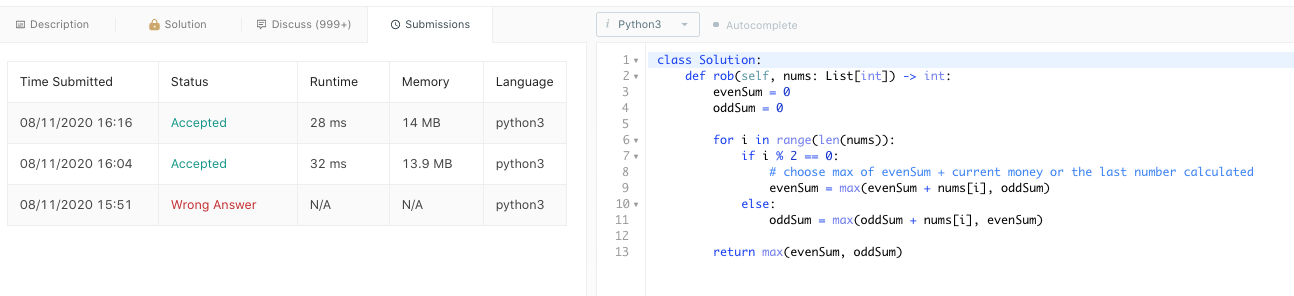 Description Solution Discuss (999+) Submissions
Time Submitted Status Runtime Memory Language
08/11/2020 16:16 Accepted 28 ms 14 MB python3
08/11/2020 16:04 Accepted 32 ms 13.9 MB python3
08/11/2020 15:51 Wrong Answer N/A N/A python3
i Python3 Autocomplete
1 class Solution:
2 def rob(self, nums: List[int]) -> int:
3 evenSum = 0
4 oddSum = 0
5
6 for i in range(len(nums)):
7 if i % 2 == 0:
8 # choose max of evenSum + current money or the last number calculated
9 evenSum = max(evenSum + nums[i], oddSum)
10 else:
11 oddSum = max(oddSum + nums[i], evenSum)
12
13 return max(evenSum, oddSum)